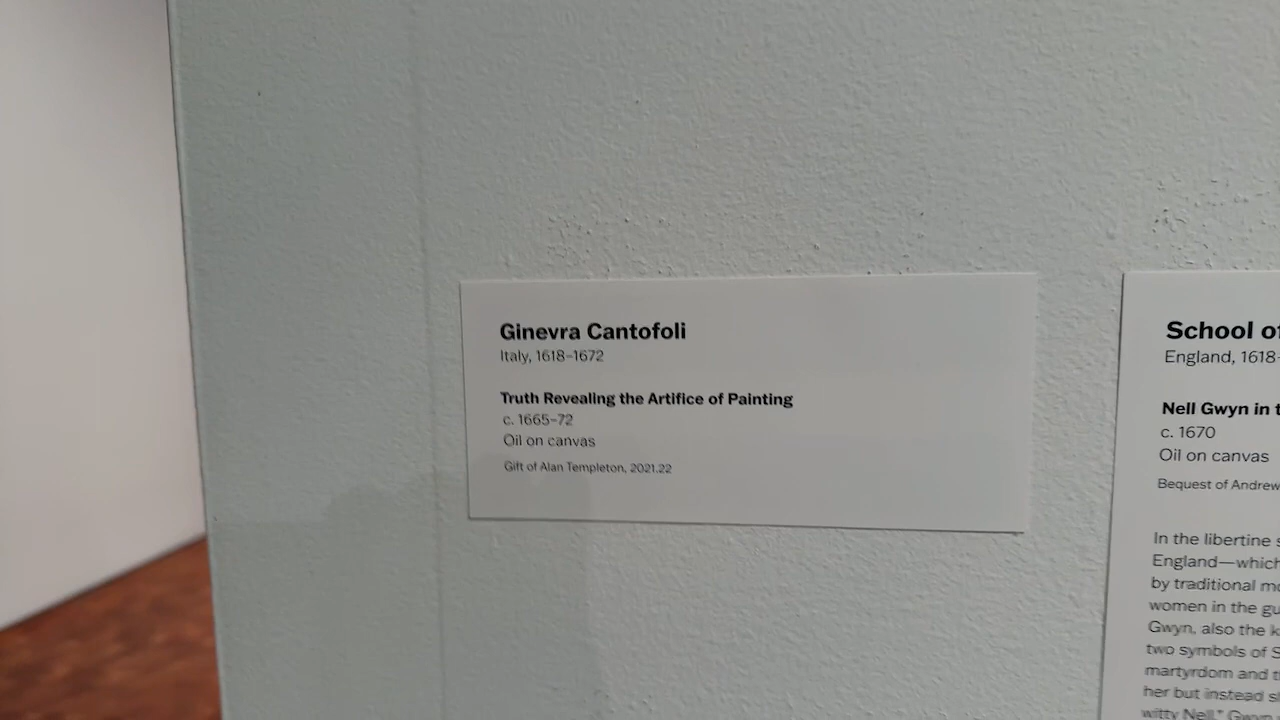 Ginevra Cantofoli
Italy, 1618–1672
Truth Revealing the Artifice of Painting
c. 1665–72
Oil on canvas
Gift of Alan Templeton, 2021.22
School
England, 1618–
Nell Gwyn in
c. 1670
Oil on canvas
Bequest of Andrew
In the libertine
England—which
by traditional
women in the
Gwyn, also the
two symbols of
martyrdom and
her but instead
witty Nell."